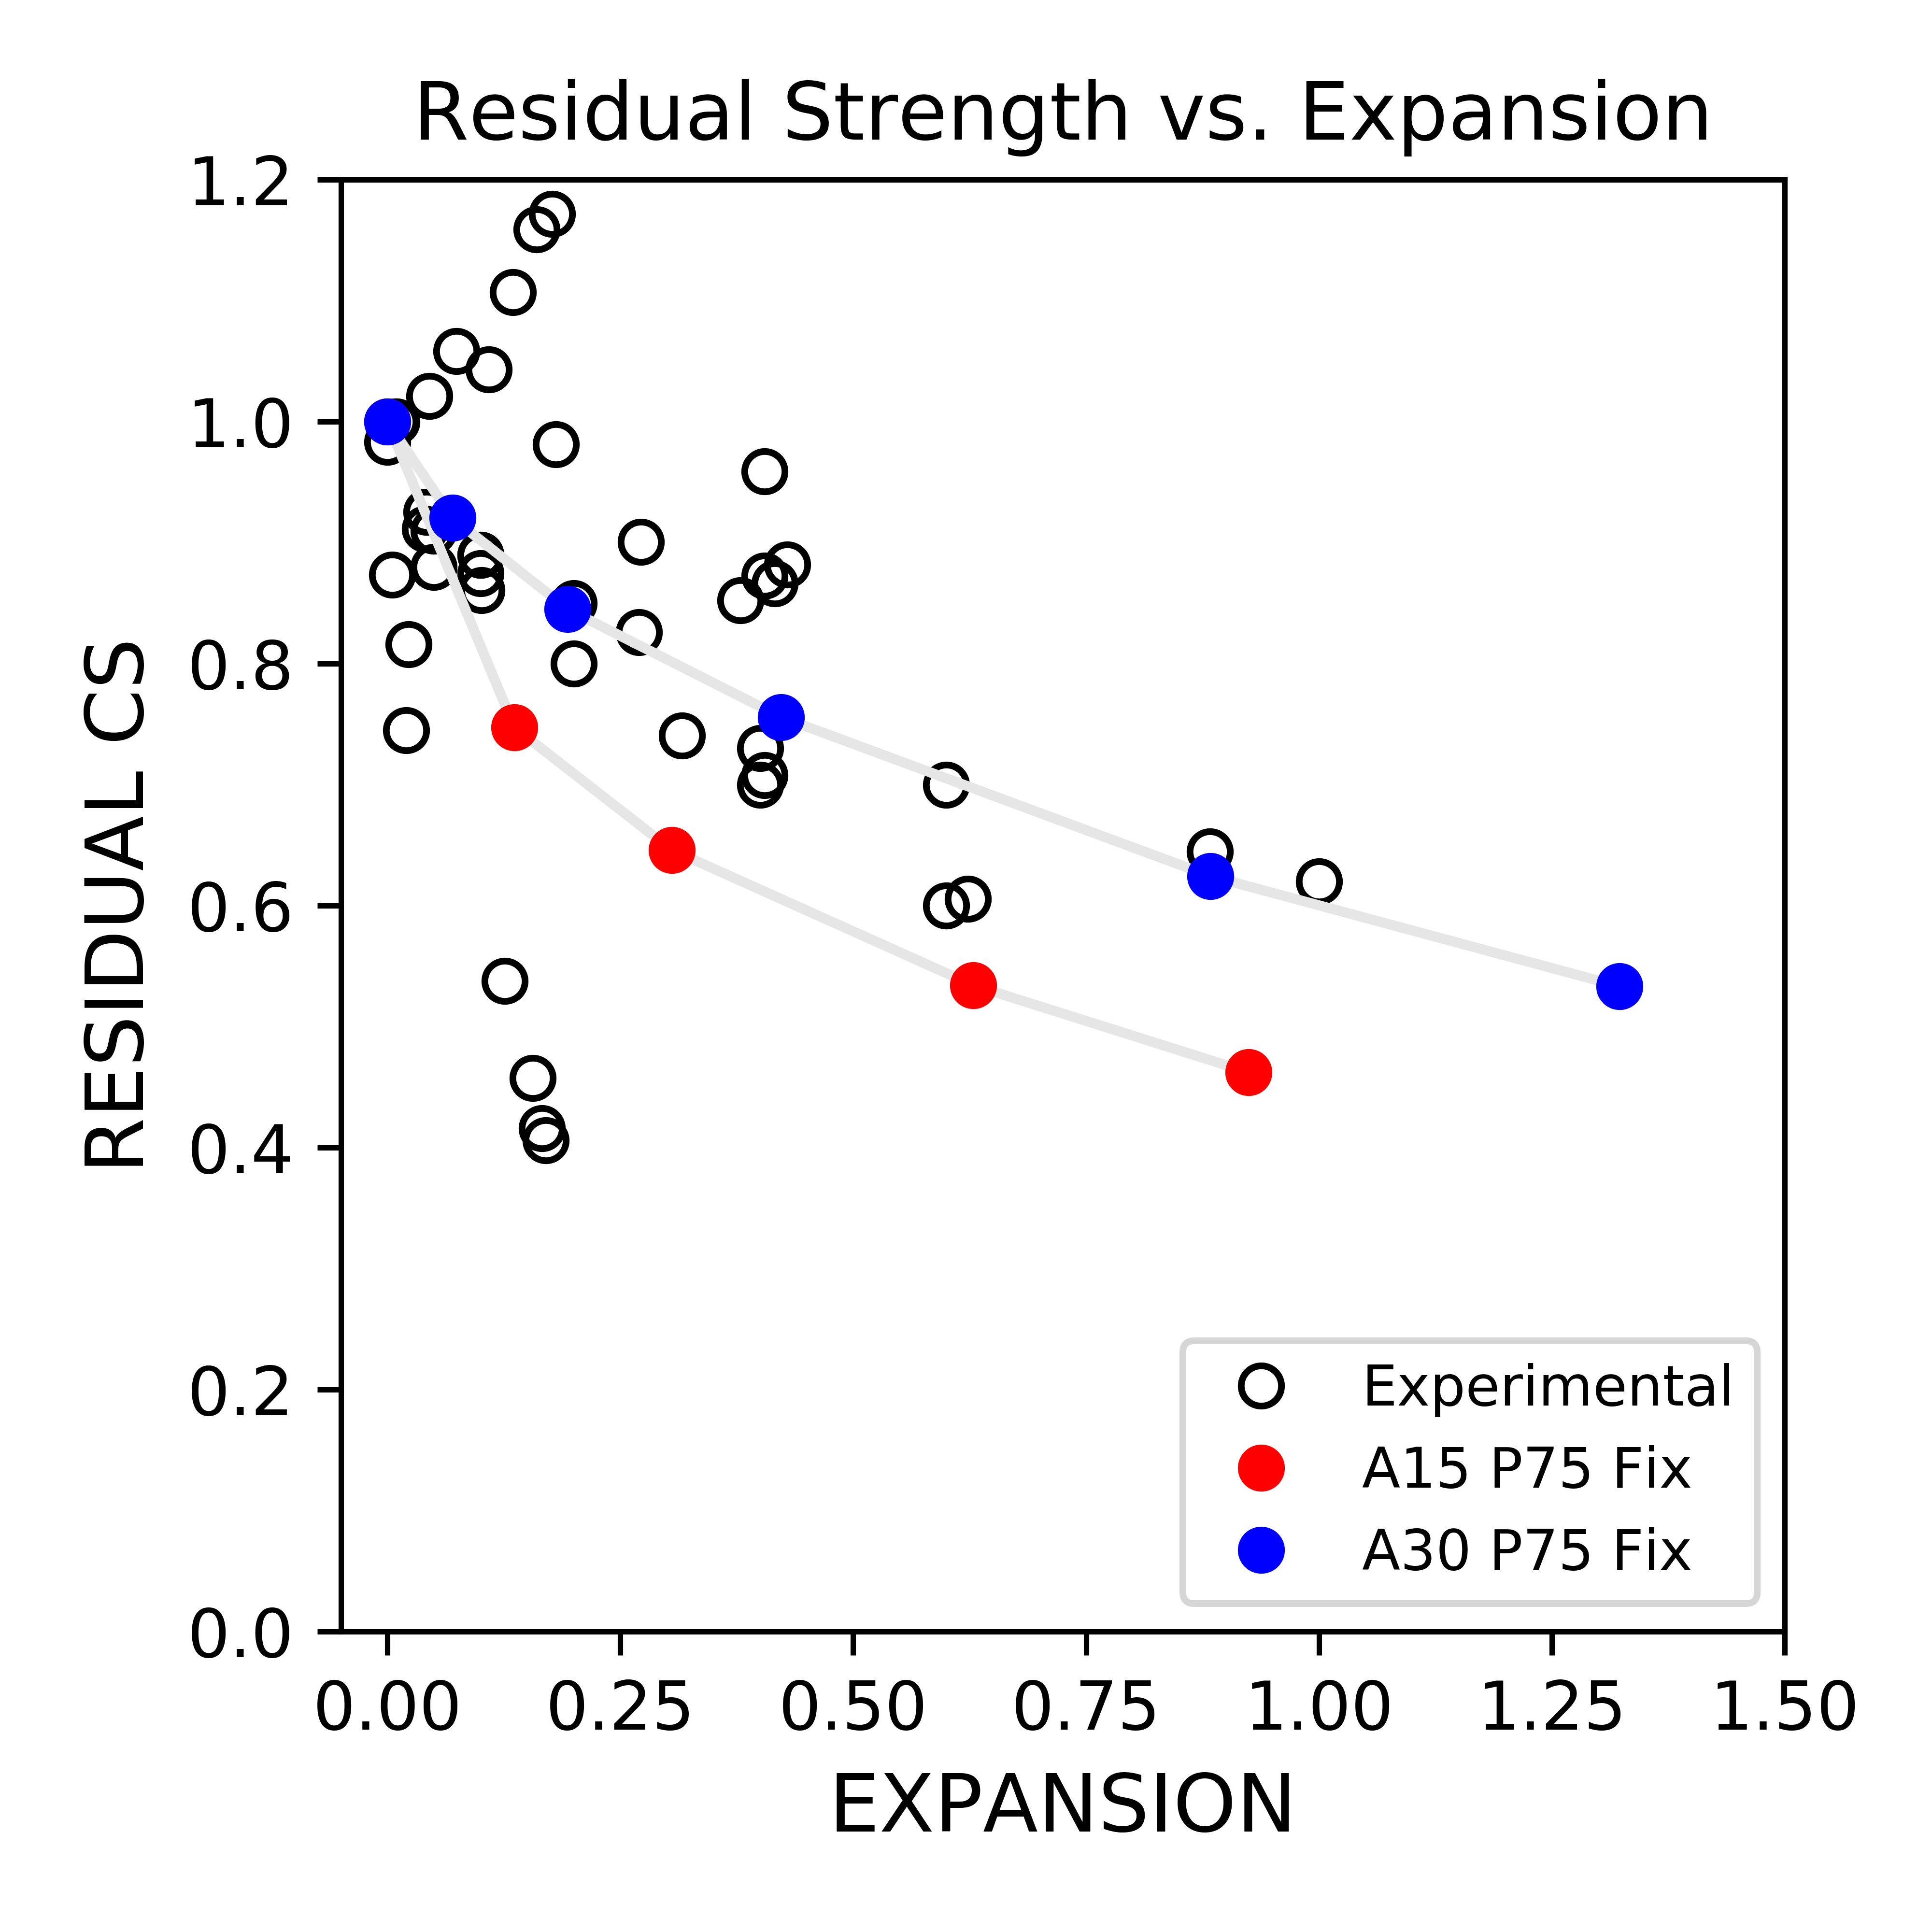 Residual Strength vs. Expansion
1.2
1.0
0.8
0.6
0.4
0.2
0.0
RESIDUAL CS
0.00 0.25 0.50 0.75 1.00 1.25 1.50
EXPANSION
Experimental
A15 P75 Fix
A30 P75 Fix